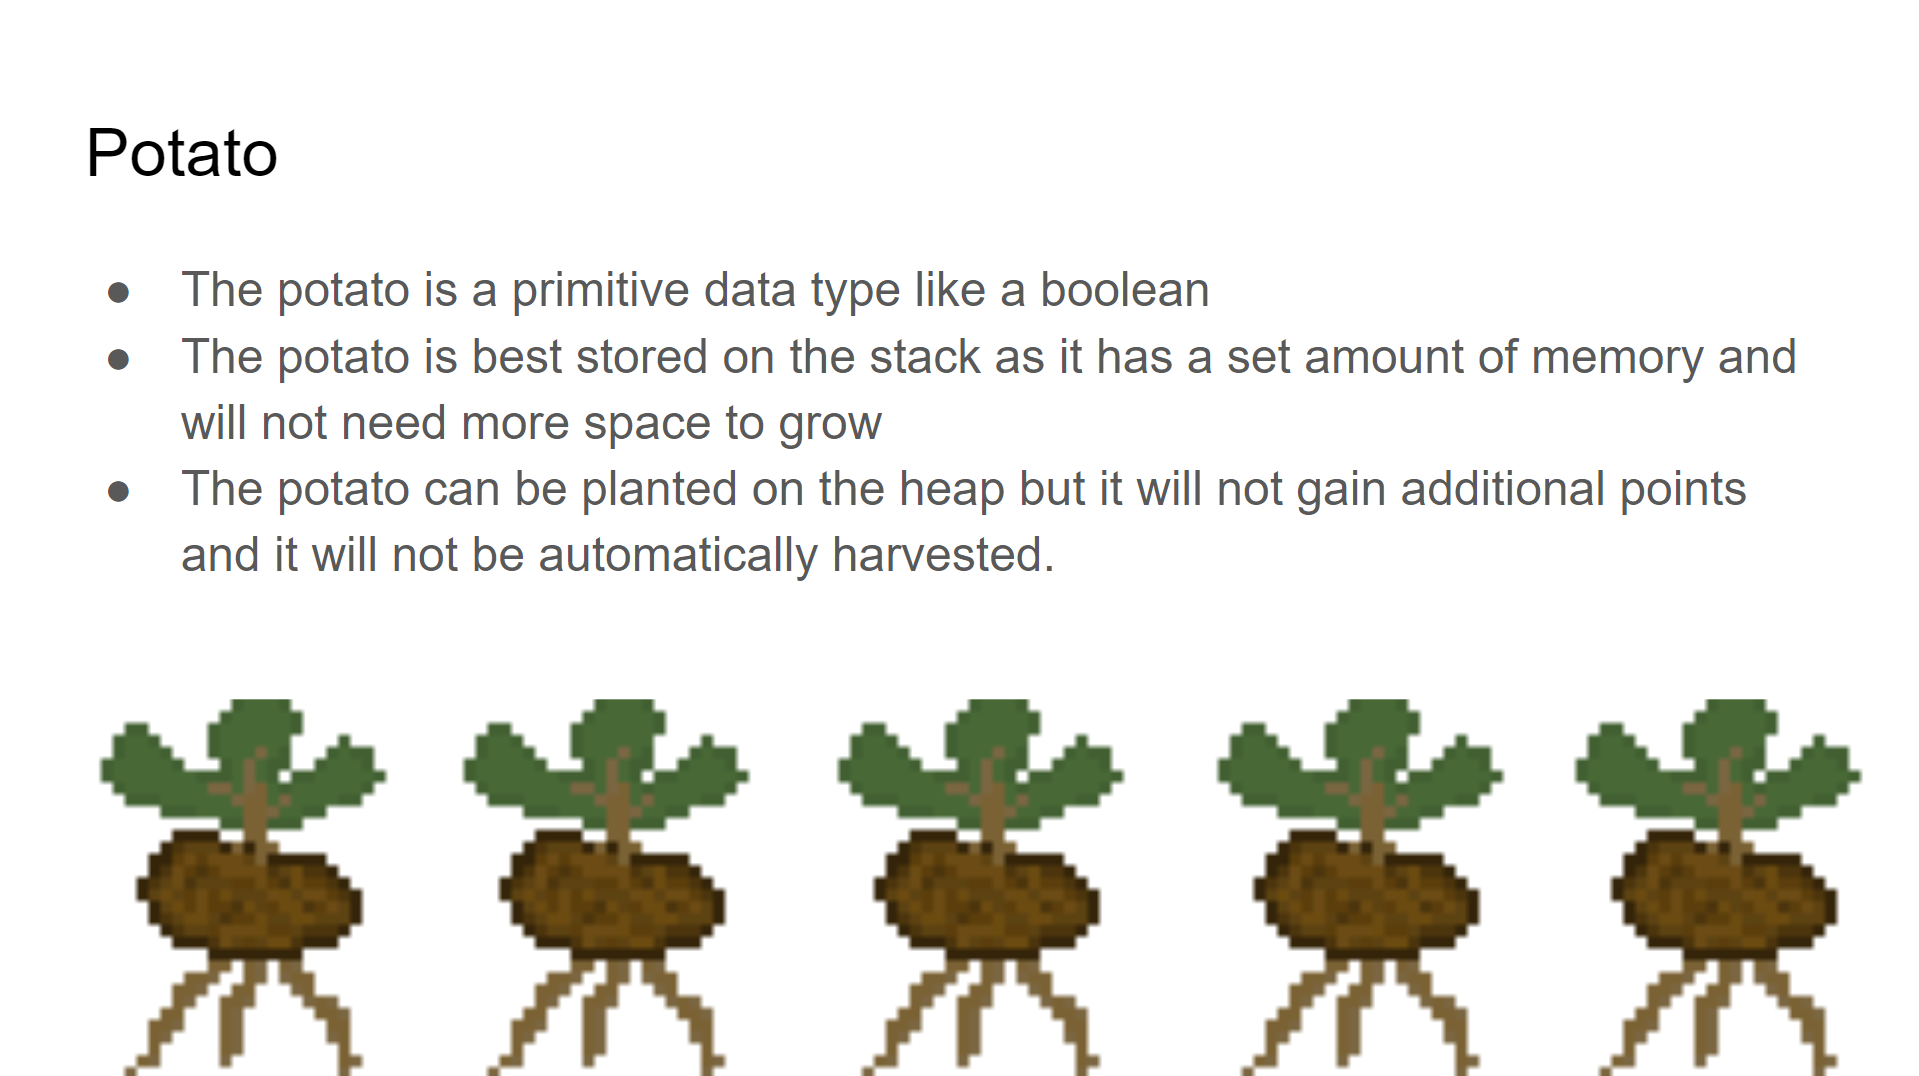 Potato
● The potato is a primitive data type like a boolean
● The potato is best stored on the stack as it has a set amount of memory and
will not need more space to grow
● The potato can be planted on the heap but it will not gain additional points
and it will not be automatically harvested.